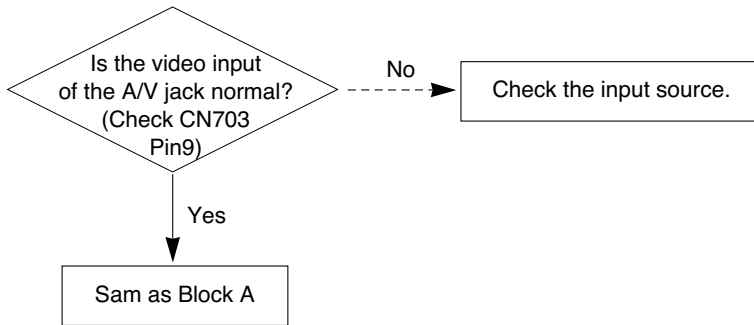 Is the video input
of the A/V jack normal?
(Check CN703
Pin9)
No
Check the input source.
Yes
Sam as Block A